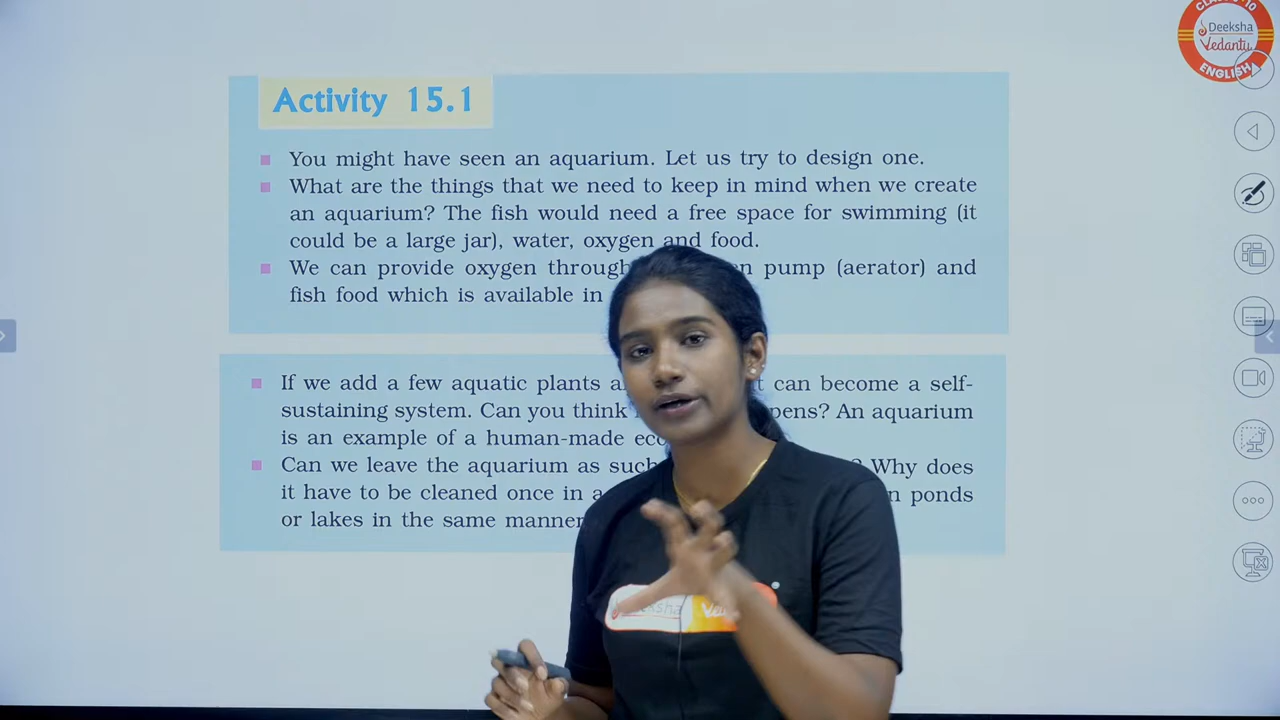 CLASS 9-10
Deeksha
Vedantu
ENGLISH
Activity 15.1
You might have seen an aquarium. Let us try to design one.
What are the things that we need to keep in mind when we create
an aquarium? The fish would need a free space for swimming (it
could be a large jar), water, oxygen and food.
We can provide oxygen through pump (aerator) and
fish food which is available in
If we add a few aquatic plants can become a self-
sustaining system. Can you think An aquarium
is an example of a human-made
Can we leave the aquarium as such Why does
it have to be cleaned once in a ponds
or lakes in the same manner
Deeksha